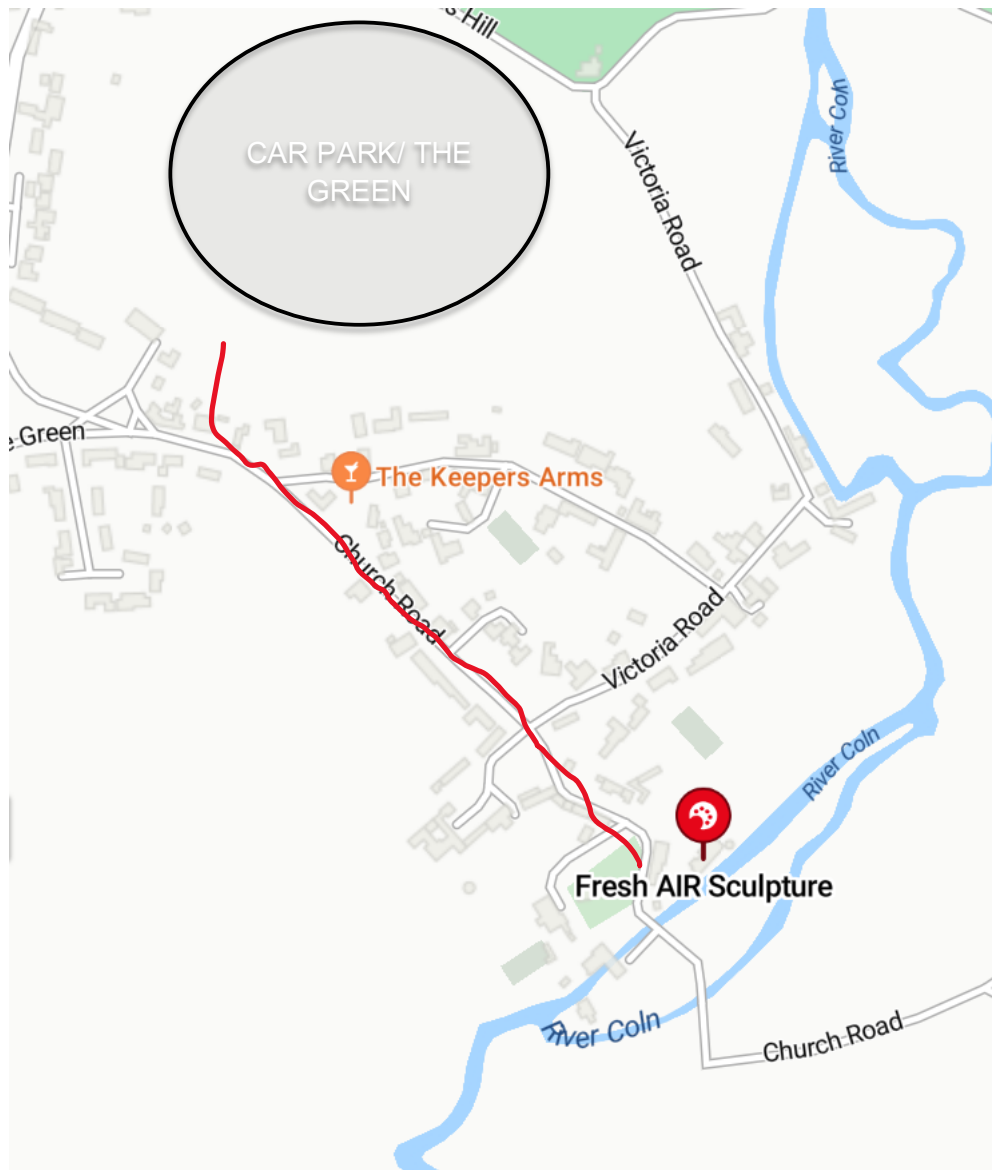 s Hill
CAR PARK/ THE
GREEN
River Coln
Victoria Road
e Green
The Keepers Arms
Church Road
Victoria Road
River Coln
Fresh AIR Sculpture
River Coln
Church Road